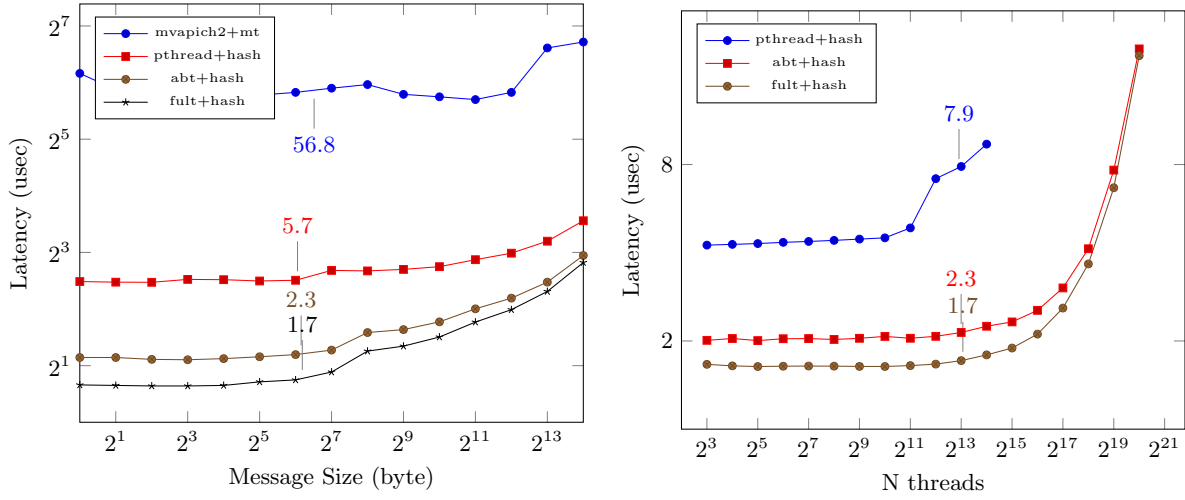 mvapich2+mt
pthread+hash
abt+hash
fult+hash
56.8
5.7
2.3
1.7
2^7
2^5
2^3
2^1
Latency (usec)
2^1 2^3 2^5 2^7 2^9 2^11 2^13
Message Size (byte)
pthread+hash
abt+hash
fult+hash
7.9
2.3
1.7
8
2
Latency (usec)
2^3 2^5 2^7 2^9 2^11 2^13 2^15 2^17 2^19 2^21
N threads